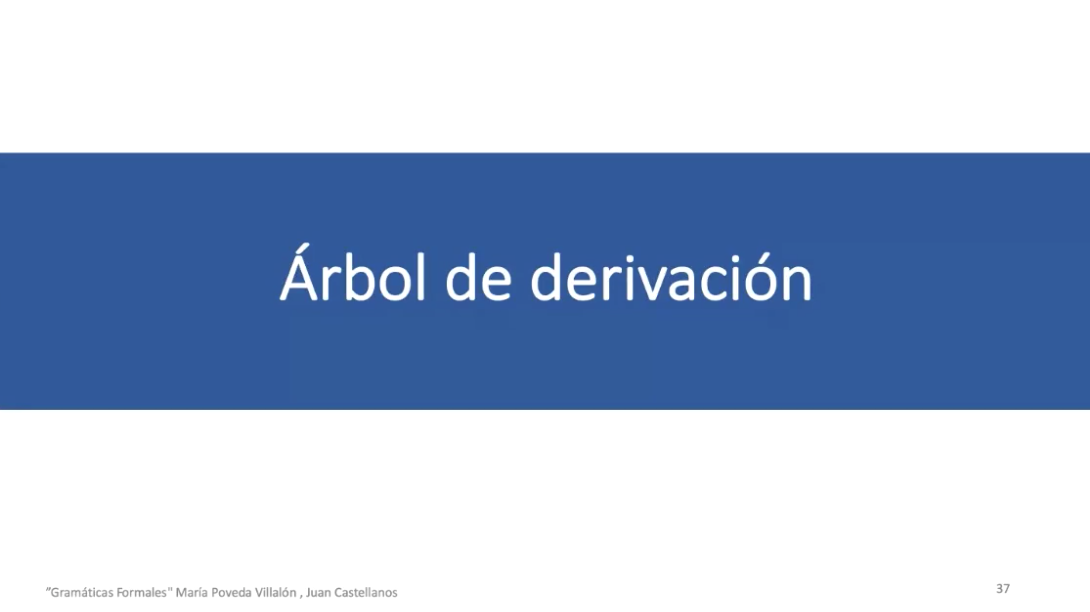 Árbol de derivación
"Gramáticas Formales" María Poveda Villalón , Juan Castellanos
37